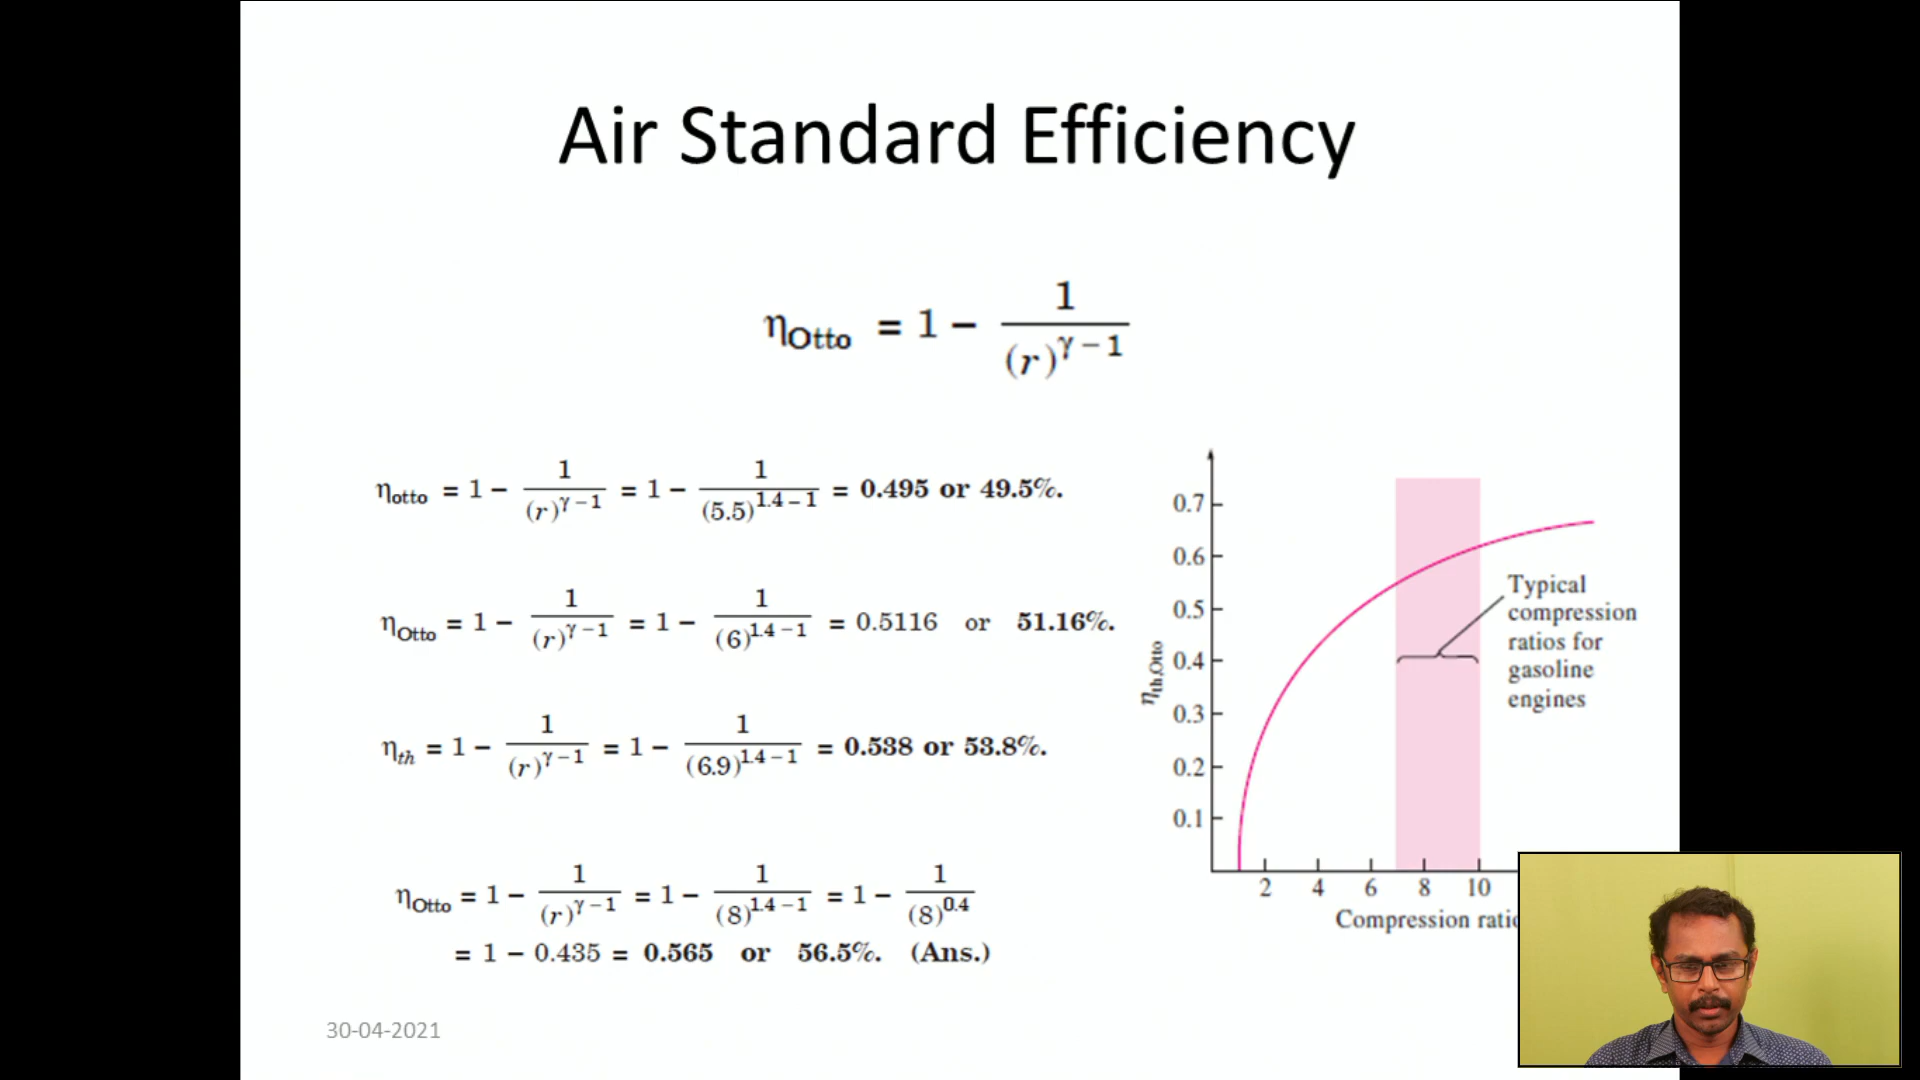 Air Standard Efficiency
η_Otto = 1 − 1/(r)^(γ − 1)
η_otto = 1 − 1/(r)^(γ − 1) = 1 − 1/(5.5)^(1.4 − 1) = 0.495 or 49.5%.
η_Otto = 1 − 1/(r)^(γ − 1) = 1 − 1/(6)^(1.4 − 1) = 0.5116 or 51.16%.
η_th = 1 − 1/(r)^(γ − 1) = 1 − 1/(6.9)^(1.4 − 1) = 0.538 or 53.8%.
η_Otto = 1 − 1/(r)^(γ − 1) = 1 − 1/(8)^(1.4 − 1) = 1 − 1/(8)^0.4
= 1 − 0.435 = 0.565 or 56.5%. (Ans.)
η_th,Otto
0.7
0.6
0.5
0.4
0.3
0.2
0.1
Typical
compression
ratios for
gasoline
engines
2 4 6 8 10
Compression
30-04-2021